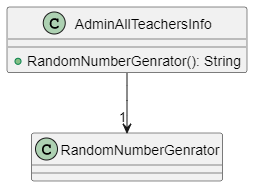 C AdminAllTeachersInfo
RandomNumberGenrator(): String
1
C RandomNumberGenrator